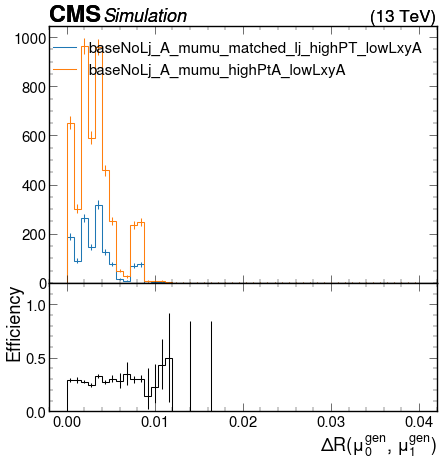 CMS Simulation (13 TeV)
baseNoLj_A_mumu_matched_lj_highPT_lowLxyA
baseNoLj_A_mumu_highPtA_lowLxyA
1000
800
600
400
200
0
Efficiency
1.0
0.5
0.0
0.00 0.01 0.02 0.03 0.04
ΔR(μ₀ᵍᵉⁿ, μ₁ᵍᵉⁿ)